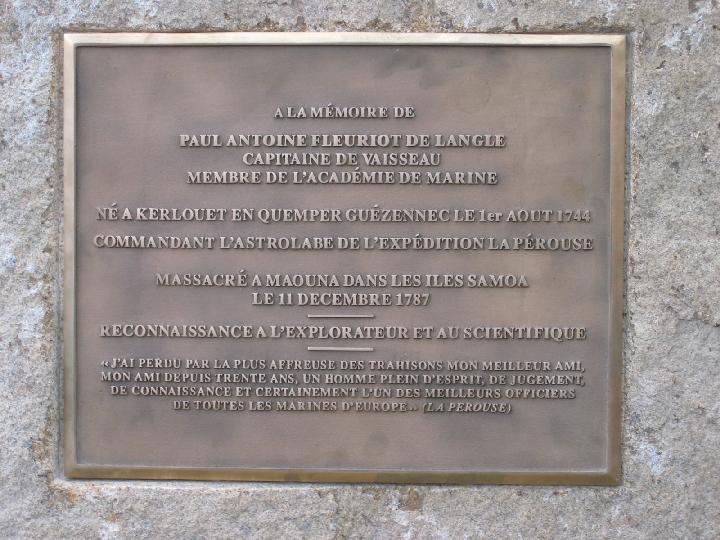 A LA MÉMOIRE DE
PAUL ANTOINE FLEURIOT DE LANGLE
CAPITAINE DE VAISSEAU
MEMBRE DE L'ACADÉMIE DE MARINE
NÉ A KERLOUET EN QUEMPER GUÉZENNEC LE 1er AOUT 1744
COMMANDANT L'ASTROLABE DE L'EXPÉDITION LA PÉROUSE
MASSACRÉ A MAOUNA DANS LES ILES SAMOA
LE 11 DECEMBRE 1787
RECONNAISSANCE A L'EXPLORATEUR ET AU SCIENTIFIQUE
«J'AI PERDU PAR LA PLUS AFFREUSE DES TRAHISONS MON MEILLEUR AMI,
MON AMI DEPUIS TRENTE ANS, UN HOMME PLEIN D'ESPRIT, DE JUGEMENT,
DE CONNAISSANCE ET CERTAINEMENT L'UN DES MEILLEURS OFFICIERS
DE TOUTES LES MARINES D'EUROPE» (LA PEROUSE)